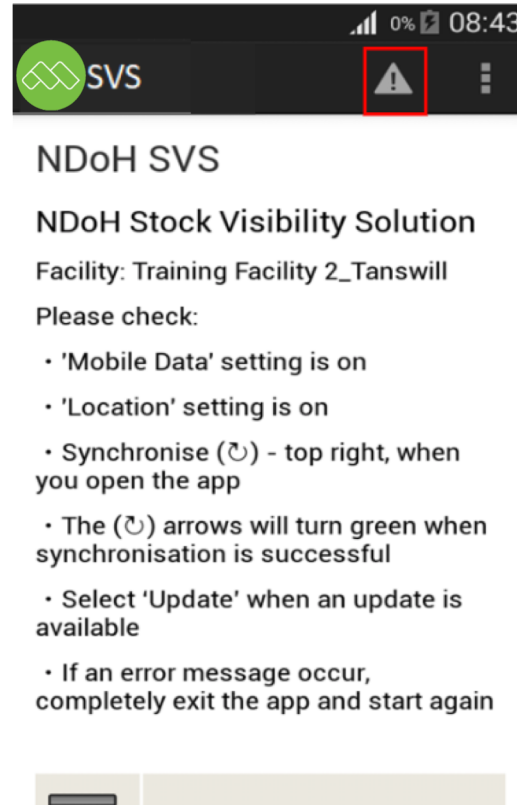 0% 08:43
SVS
NDoH SVS
NDoH Stock Visibility Solution
Facility: Training Facility 2_Tanswill
Please check:
· 'Mobile Data' setting is on
· 'Location' setting is on
· Synchronise (↻) - top right, when
you open the app
· The (↻) arrows will turn green when
synchronisation is successful
· Select ‘Update’ when an update is
available
· If an error message occur,
completely exit the app and start again